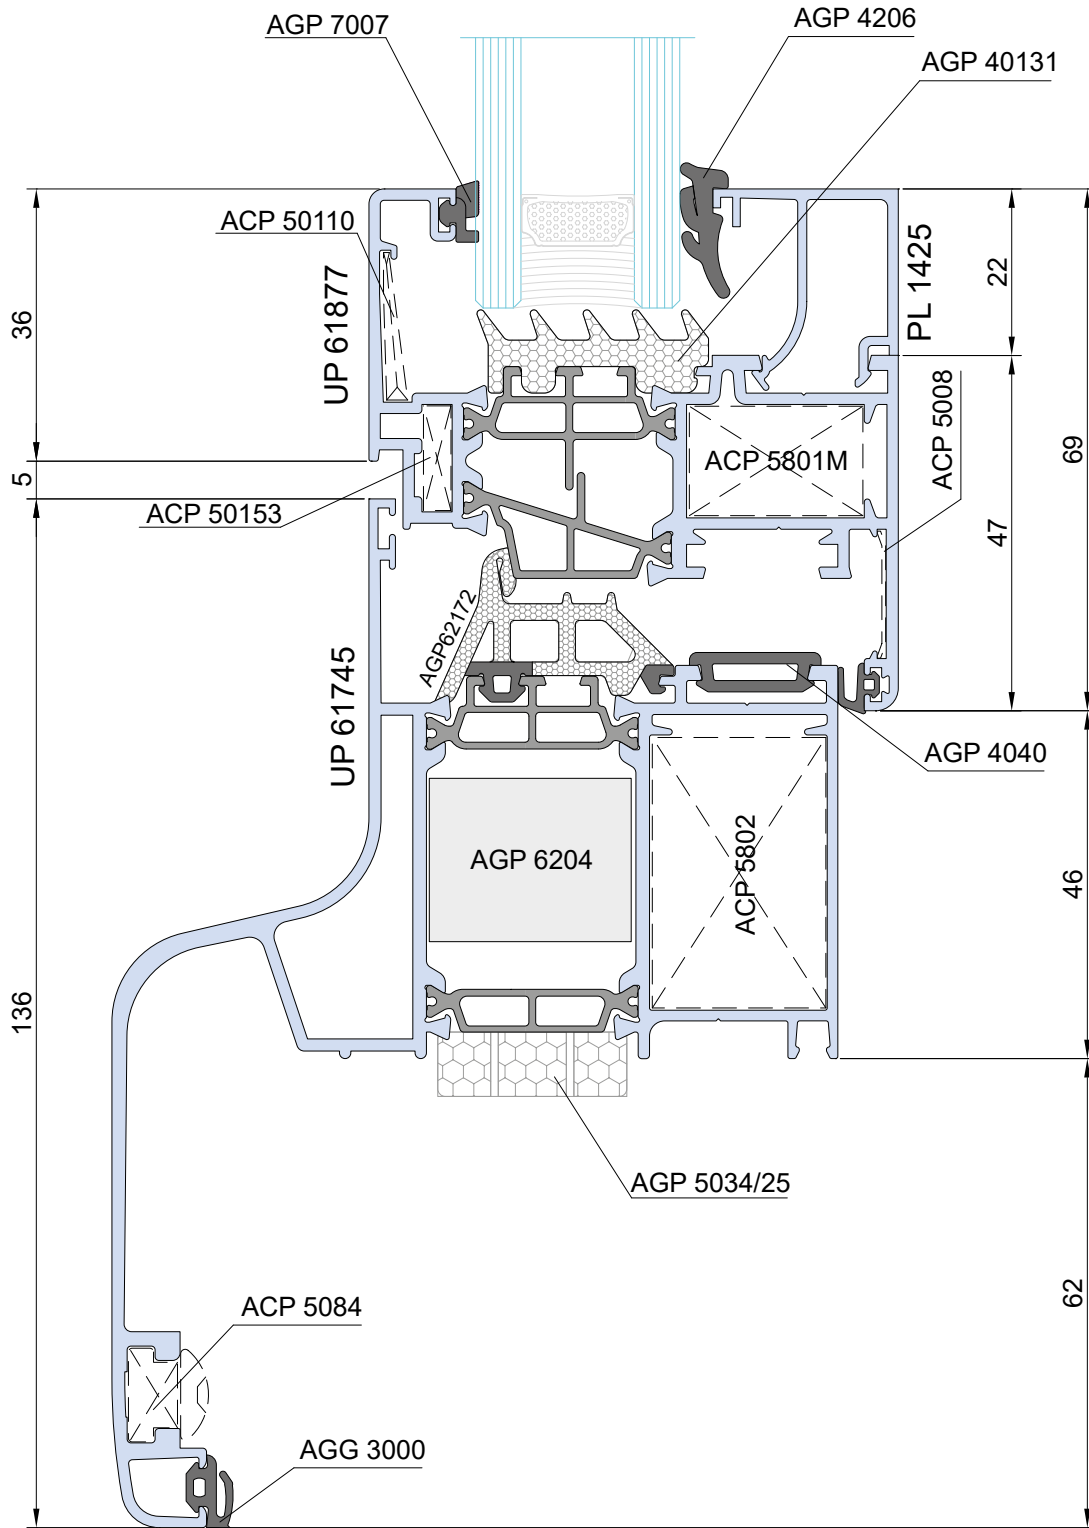 AGP 7007
AGP 4206
AGP 40131
ACP 50110
UP 61877
PL 1425
22
36
ACP 5008
69
ACP 5801M
5
ACP 50153
47
AGP62172
UP 61745
AGP 4040
AGP 6204
ACP 5802
46
136
AGP 5034/25
62
ACP 5084
AGG 3000